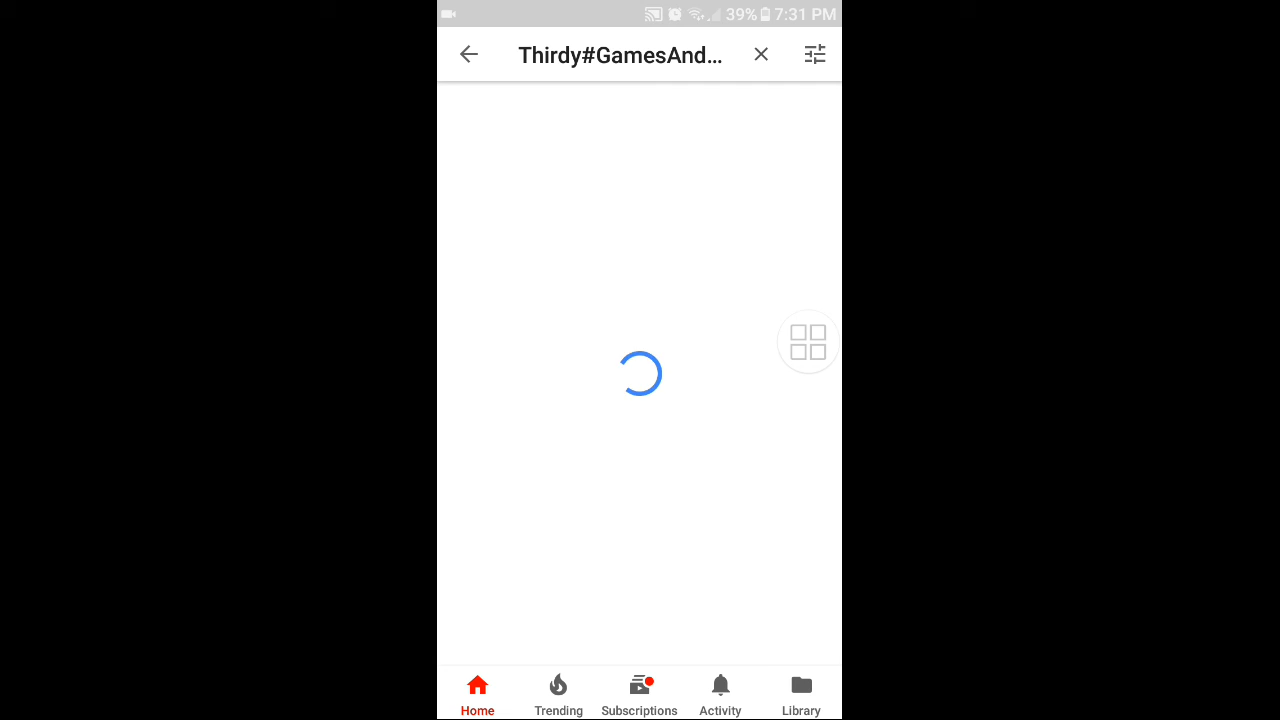 39% 7:31 PM
Thirdy#GamesAnd...
Home Trending Subscriptions Activity Library